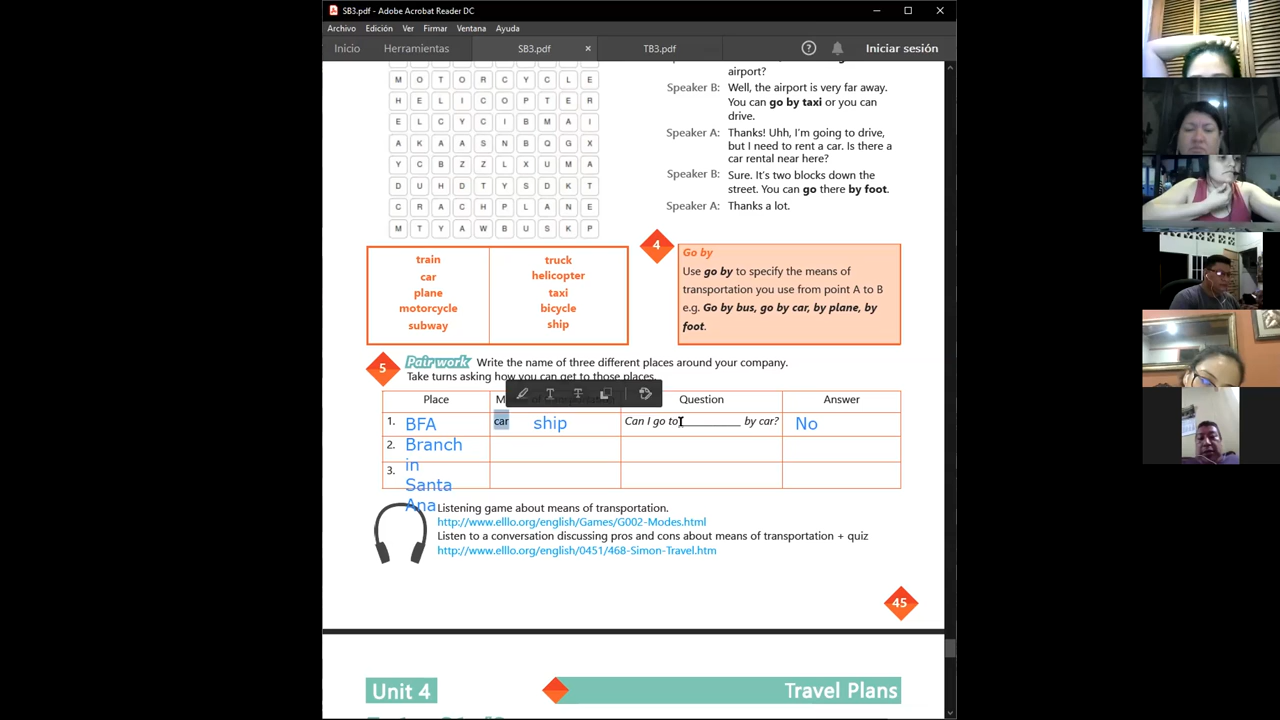 SB3.pdf - Adobe Acrobat Reader DC
Archivo Edición Ver Firmar Ventana Ayuda
Inicio Herramientas SB3.pdf × TB3.pdf Iniciar sesión
M O T O R C Y C L E
H E L I C O P T E R
E L C Y C I B M A I
A K A A S N B Q G X
Y C B Z Z L X U M A
D U H D T Y S D K T
C R A C H P L A N E
M T Y A W B U S K P
airport?
Speaker B: Well, the airport is very far away.
You can go by taxi or you can
drive.
Speaker A: Thanks! Uhh, I'm going to drive,
but I need to rent a car. Is there a
car rental near here?
Speaker B: Sure. It's two blocks down the
street. You can go there by foot.
Speaker A: Thanks a lot.
train
car
plane
motorcycle
subway
truck
helicopter
taxi
bicycle
ship
4
Go by
Use go by to specify the means of
transportation you use from point A to B
e.g. Go by bus, go by car, by plane, by
foot.
5 Pair work Write the name of three different places around your company.
Take turns asking how you can get to those places.
Place Question Answer
1. BFA car ship Can I go to____________ by car? No
2. Branch
in
3. Santa
Ana
Listening game about means of transportation.
http://www.elllo.org/english/Games/G002-Modes.html
Listen to a conversation discussing pros and cons about means of transportation + quiz
http://www.elllo.org/english/0451/468-Simon-Travel.htm
45
Unit 4 Travel Plans